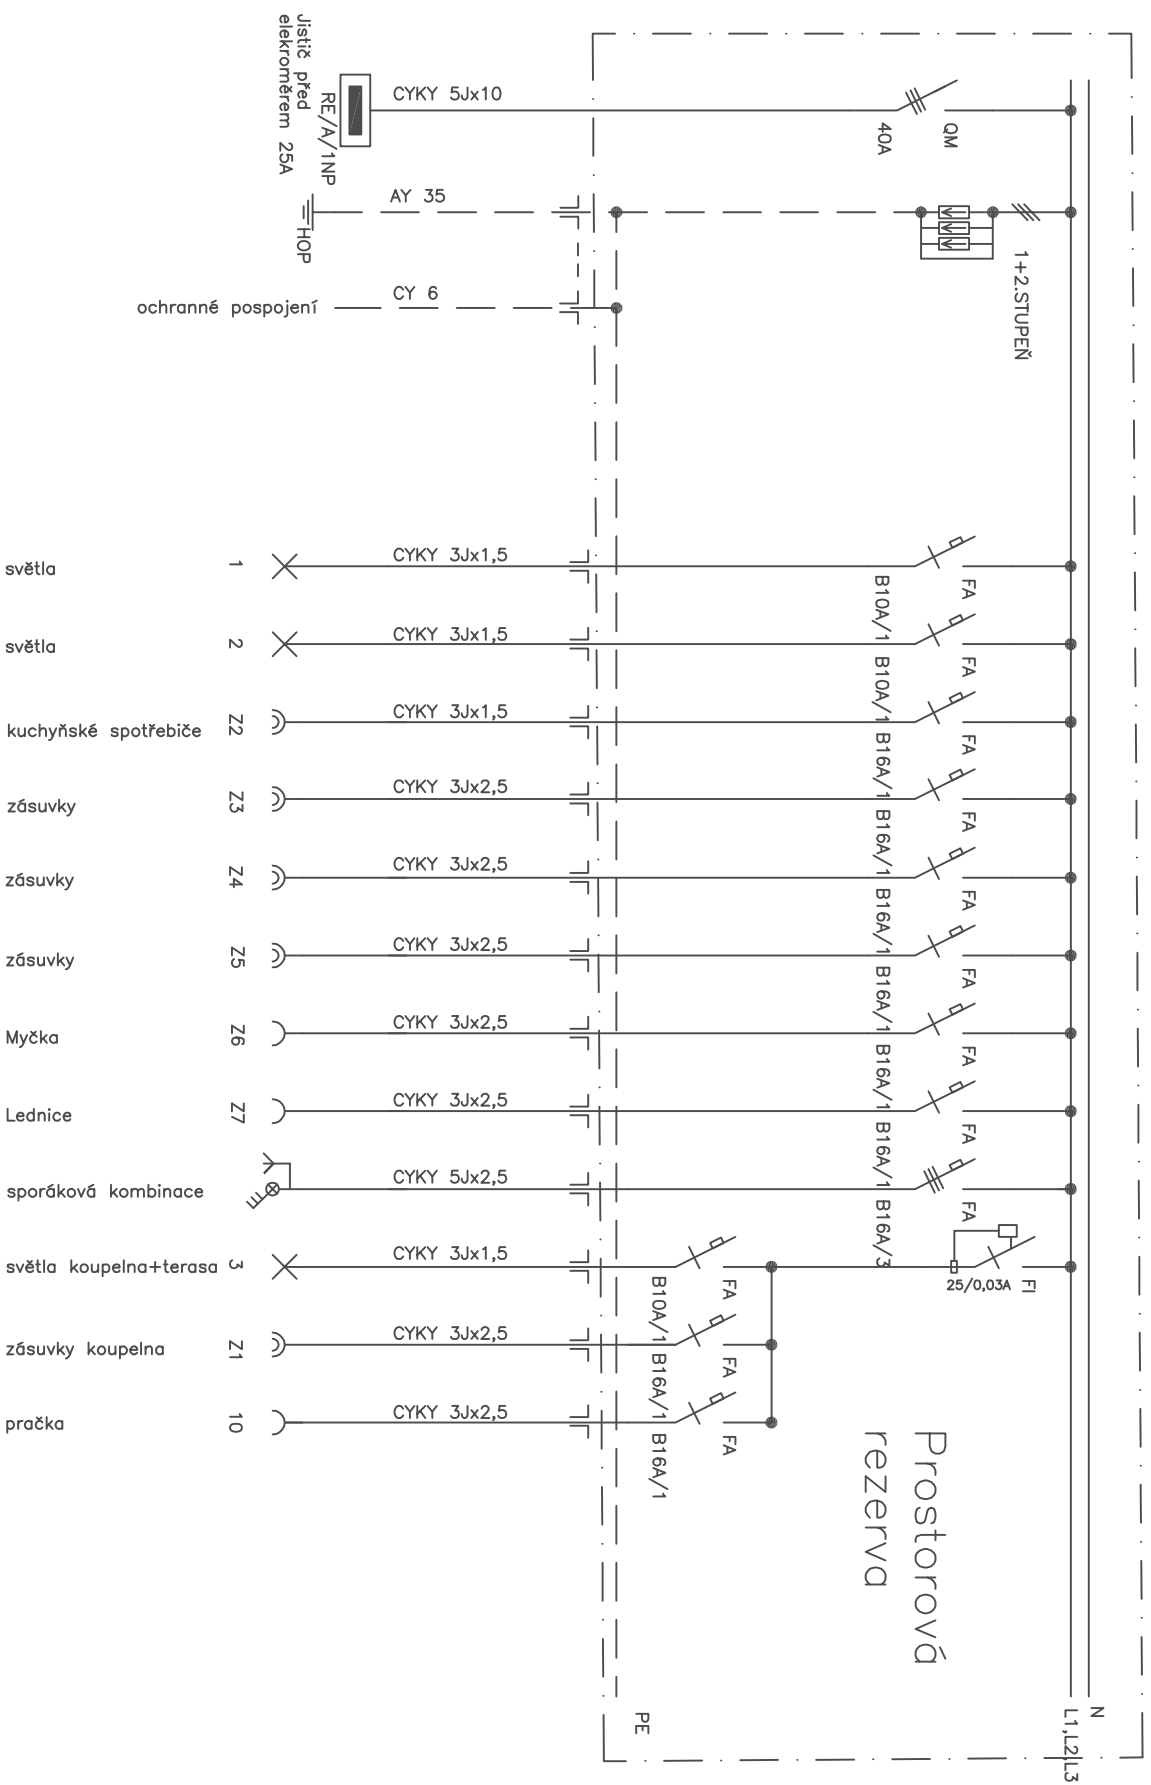 Jistič před
elekroměrem 25A
RE/A/1NP
CYKY 5Jx10
40A
QM
HOP
AY 35
1+2.STUPEŇ
ochranné pospojení
CY 6
světla
1
CYKY 3Jx1,5
B10A/1
FA
světla
2
CYKY 3Jx1,5
B10A/1
FA
kuchyňské spotřebiče
Z2
CYKY 3Jx1,5
B16A/1
FA
zásuvky
Z3
CYKY 3Jx2,5
B16A/1
FA
zásuvky
Z4
CYKY 3Jx2,5
B16A/1
FA
zásuvky
Z5
CYKY 3Jx2,5
B16A/1
FA
Myčka
Z6
CYKY 3Jx2,5
B16A/1
FA
Lednice
Z7
CYKY 3Jx2,5
B16A/1
FA
sporáková kombinace
CYKY 5Jx2,5
B16A/3
FA
světla koupelna+terasa
3
CYKY 3Jx1,5
B10A/1
FA
25/0,03A
FI
zásuvky koupelna
Z1
CYKY 3Jx2,5
B16A/1
FA
pračka
10
CYKY 3Jx2,5
B16A/1
FA
Prostorová
rezerva
PE
N
L1,L2,L3